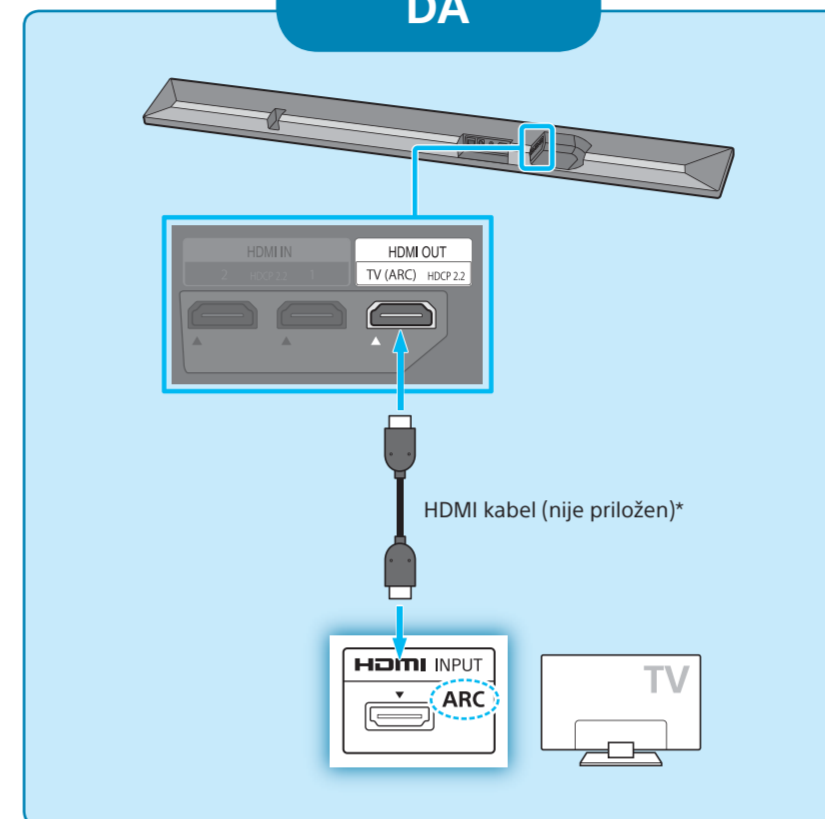 DA
HDMI IN
HDMI OUT
2 HDCP 2.2 1
TV (ARC) HDCP 2.2
HDMI kabel (nije priložen)*
HDMI INPUT
ARC
TV